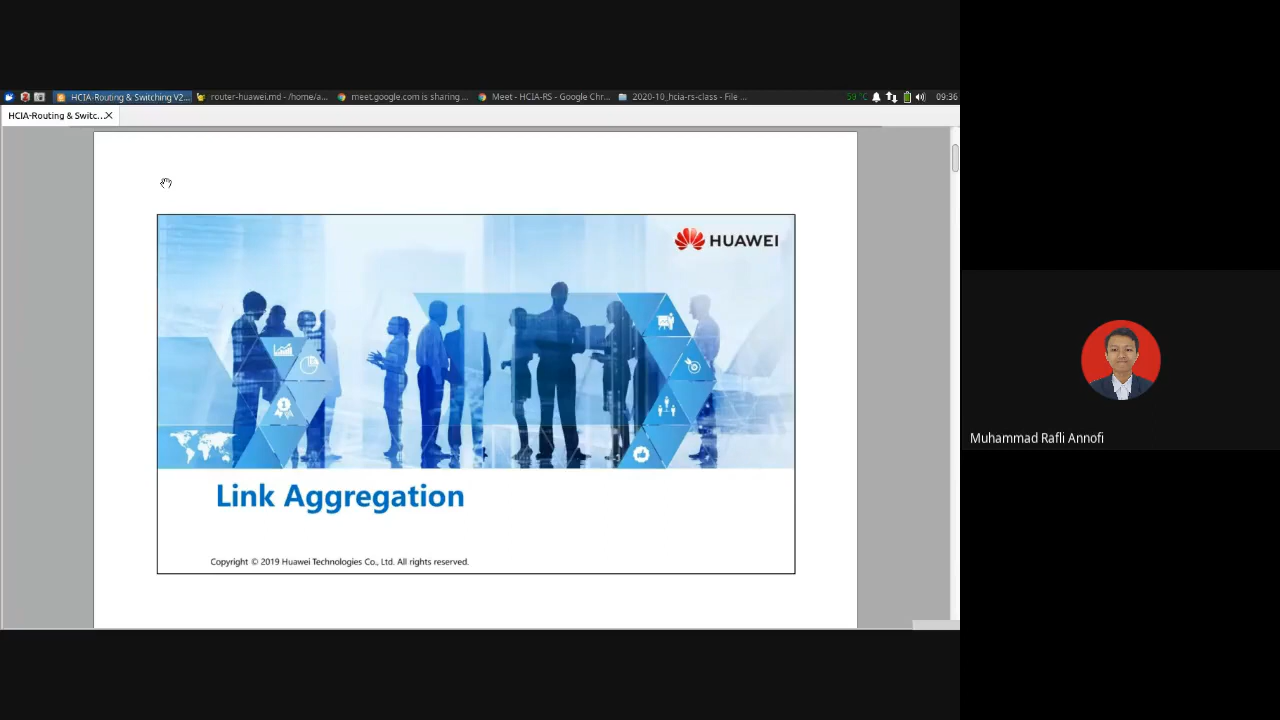 HCIA-Routing & Switching V2...
router-huawei.md - /home/a...
meet.google.com is sharing ...
Meet - HCIA-RS - Google Chr...
2020-10_hcia-rs-class - File ...
59 °C
09:36
HCIA-Routing & Switc...
HUAWEI
Link Aggregation
Copyright © 2019 Huawei Technologies Co., Ltd. All rights reserved.
Muhammad Rafli Annofi